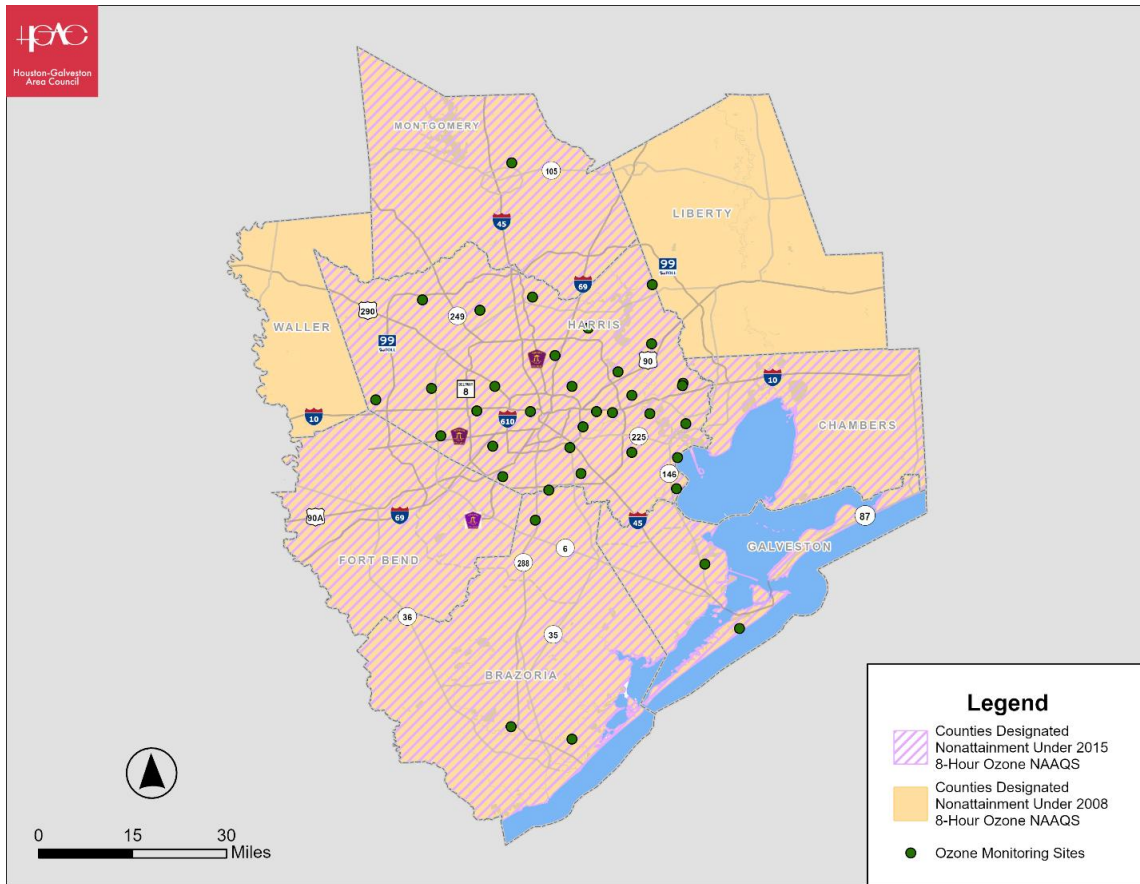 HGAC
Houston-Galveston
Area Council
MONTGOMERY
105
LIBERTY
45
99
69
290
249
HARRIS
WALLER
99
90
8
10
10
610
CHAMBERS
225
146
90A
69
45
87
GALVESTON
FORT BEND
6
288
36
35
BRAZORIA
Legend
Counties Designated
Nonattainment Under 2015
8-Hour Ozone NAAQS
Counties Designated
Nonattainment Under 2008
8-Hour Ozone NAAQS
Ozone Monitoring Sites
0 15 30
Miles